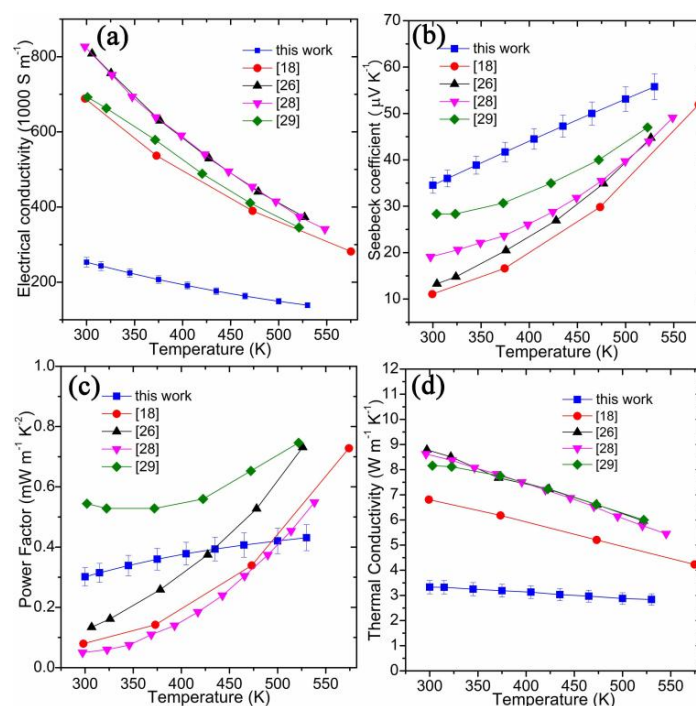 (a)
this work
[18]
[26]
[28]
[29]
Electrical conductivity (1000 S m⁻¹)
800
600
400
200
300 350 400 450 500 550
Temperature (K)
(b)
this work
[18]
[26]
[28]
[29]
Seebeck coefficient ( μV K⁻¹)
70
60
50
40
30
20
10
300 350 400 450 500 550
Temperature (K)
(c)
this work
[18]
[26]
[28]
[29]
Power Factor (mW m⁻¹ K⁻²)
1.0
0.8
0.6
0.4
0.2
0.0
300 350 400 450 500 550
Temperature (K)
(d)
this work
[18]
[26]
[28]
[29]
Thermal Conductivity (W m⁻¹ K⁻¹)
12
11
10
9
8
7
6
5
4
3
2
1
0
300 350 400 450 500 550
Temperature (K)